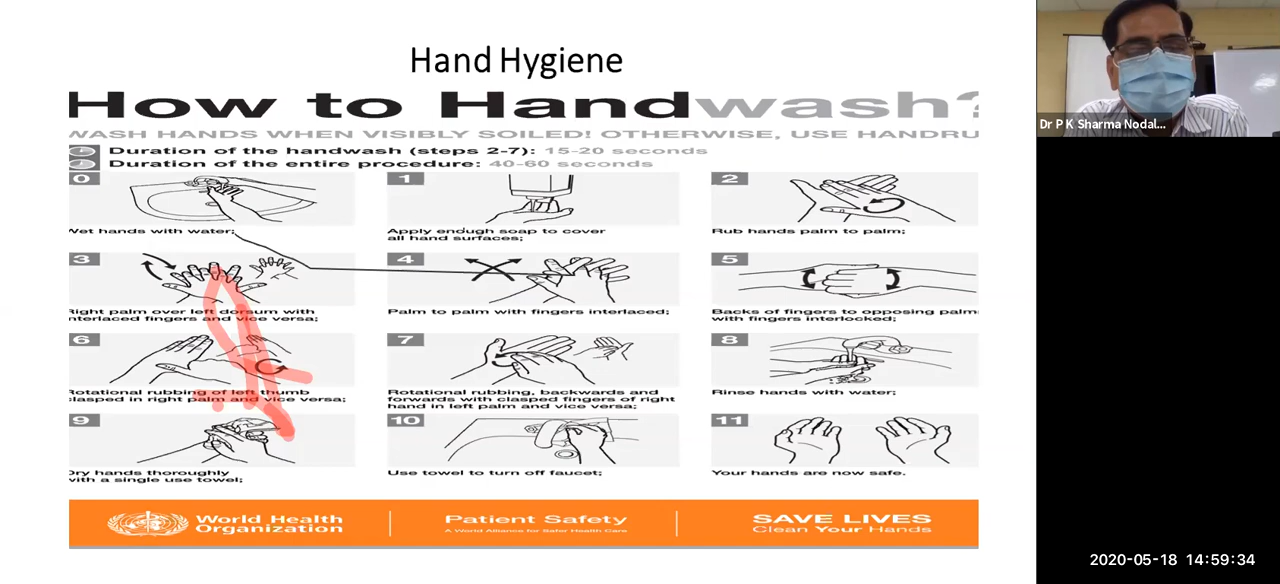 Hand Hygiene
How to Handwash?
WASH HANDS WHEN VISIBLY SOILED! OTHERWISE, USE HANDRU
Duration of the handwash (steps 2-7): 15-20 seconds
Duration of the entire procedure: 40-60 seconds
0
Wet hands with water;
1
Apply enough soap to cover
all hand surfaces;
2
Rub hands palm to palm;
3
Right palm over left dorsum with
interlaced fingers and vice versa;
4
Palm to palm with fingers interlaced;
5
Backs of fingers to opposing palm
with fingers interlocked;
6
Rotational rubbing of left thumb
clasped in right palm and vice versa;
7
Rotational rubbing, backwards and
forwards with clasped fingers of right
hand in left palm and vice versa;
8
Rinse hands with water;
9
Dry hands thoroughly
with a single use towel;
10
Use towel to turn off faucet;
11
Your hands are now safe.
World Health
Organization
Patient Safety
A World Alliance for Safer Health Care
SAVE LIVES
Clean Your Hands
Dr P K Sharma Nodal...
2020-05-18 14:59:34